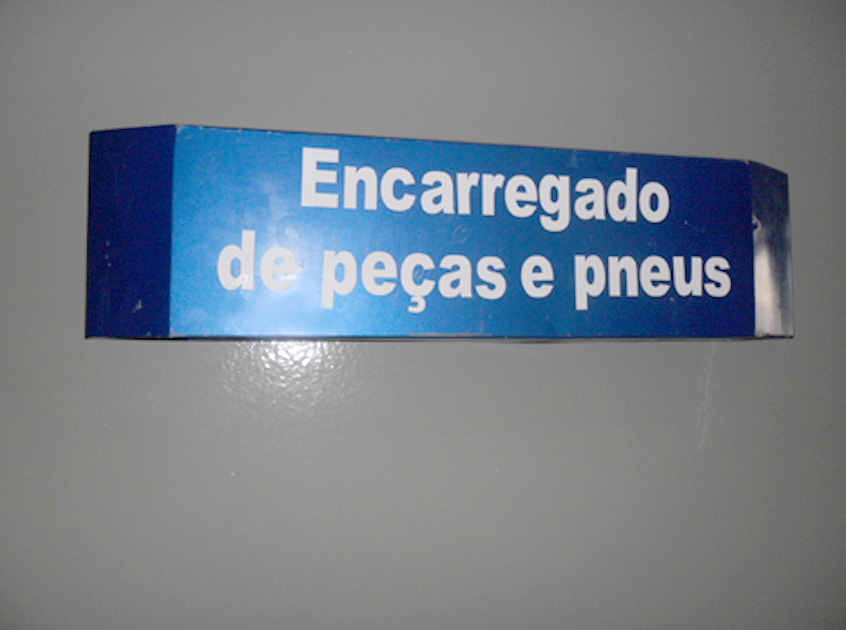 Encarregado
de peças e pneus